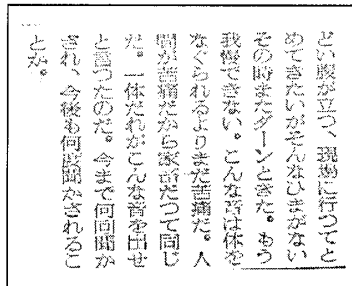 どい腹が立つ、現場に行つてと
めてきたいがそんなひまがない
その時またダーンときた。もう
我慢できない。こんな音は体を
なぐられるよりまだ苦痛だ。人
間が苦痛だから家畜だつて同じ
だ。一体だれがこんな音を出せ
と言つたのだ。今まで何回聞か
され、今後も何度聞かされるこ
とか。